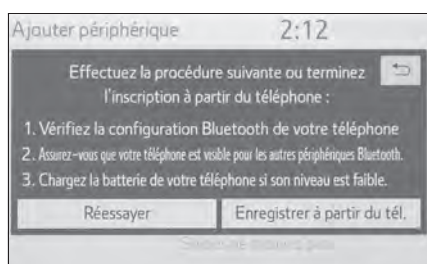 Ajouter périphérique 2:12
Effectuez la procédure suivante ou terminez
l'inscription à partir du téléphone :
1. Vérifiez la configuration Bluetooth de votre téléphone
2. Assurez-vous que votre téléphone est visible pour les autres périphériques Bluetooth.
3. Chargez la batterie de votre téléphone si son niveau est faible.
Réessayer Enregistrer à partir du tél.